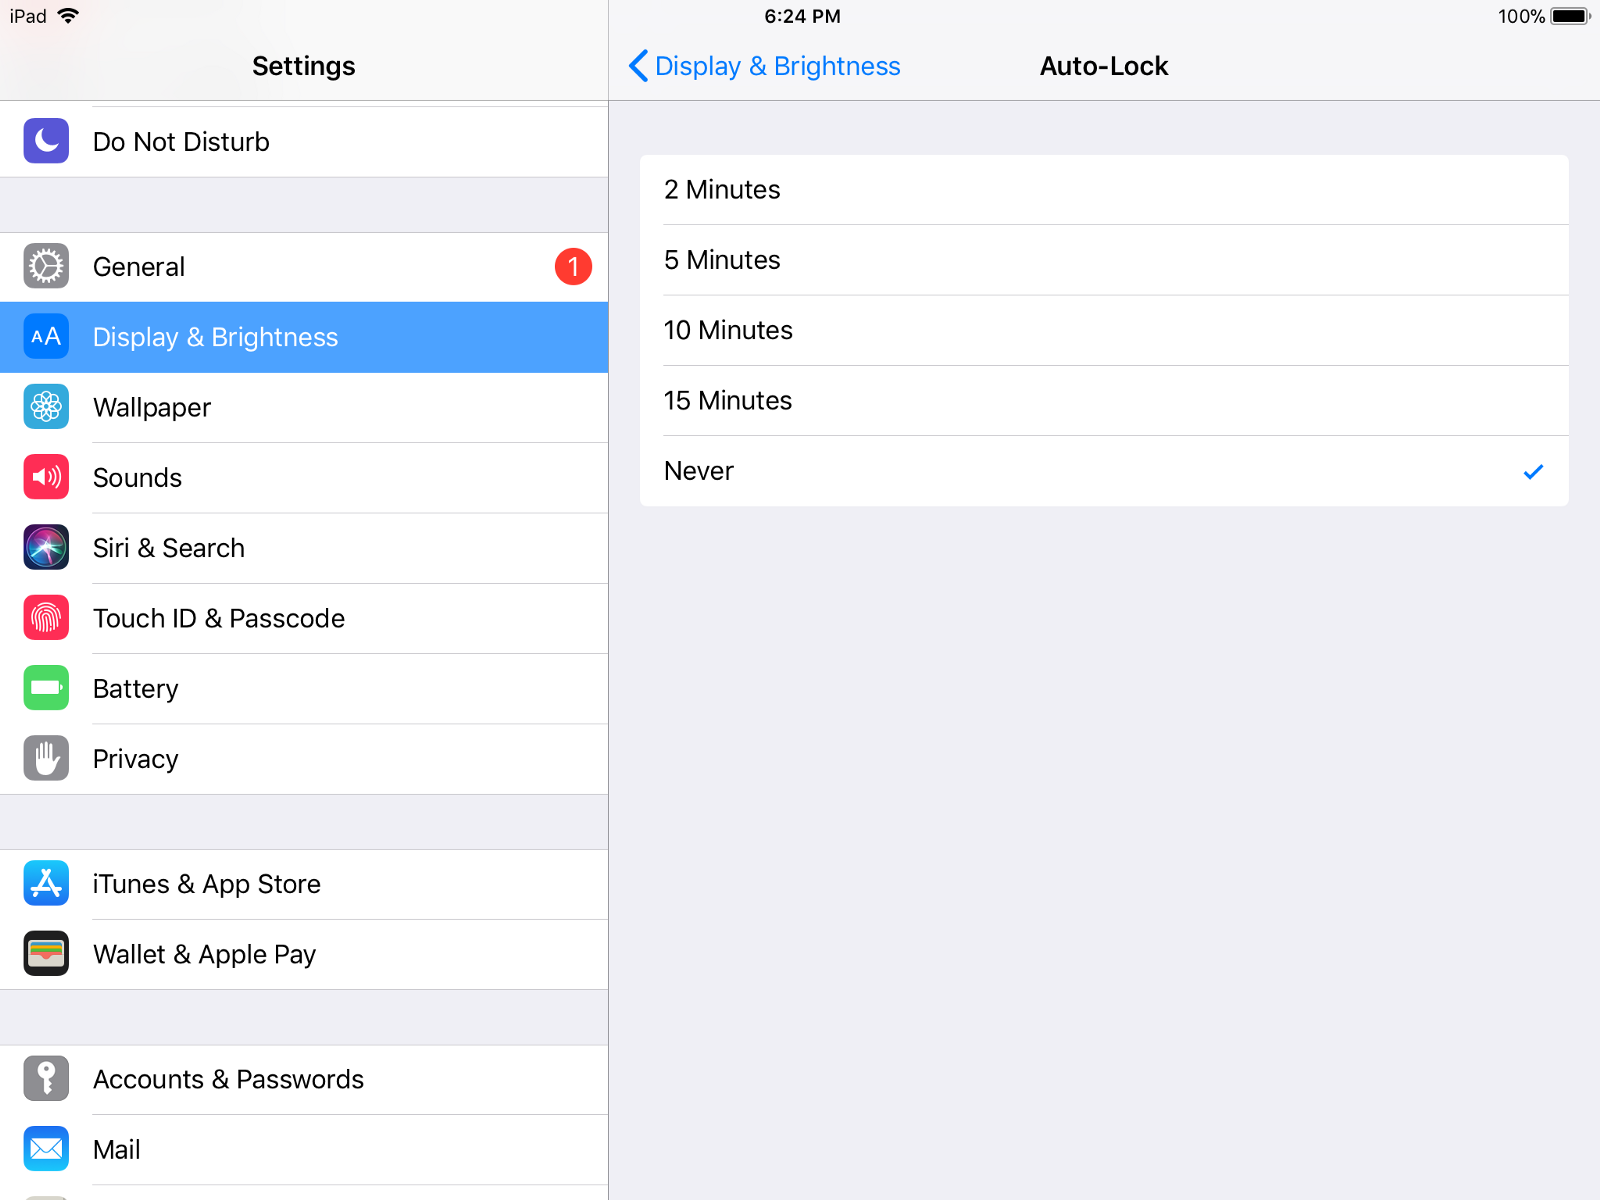 iPad
6:24 PM
100%
Settings
Display & Brightness
Auto-Lock
Do Not Disturb
General
1
AA Display & Brightness
Wallpaper
Sounds
Siri & Search
Touch ID & Passcode
Battery
Privacy
iTunes & App Store
Wallet & Apple Pay
Accounts & Passwords
Mail
2 Minutes
5 Minutes
10 Minutes
15 Minutes
Never